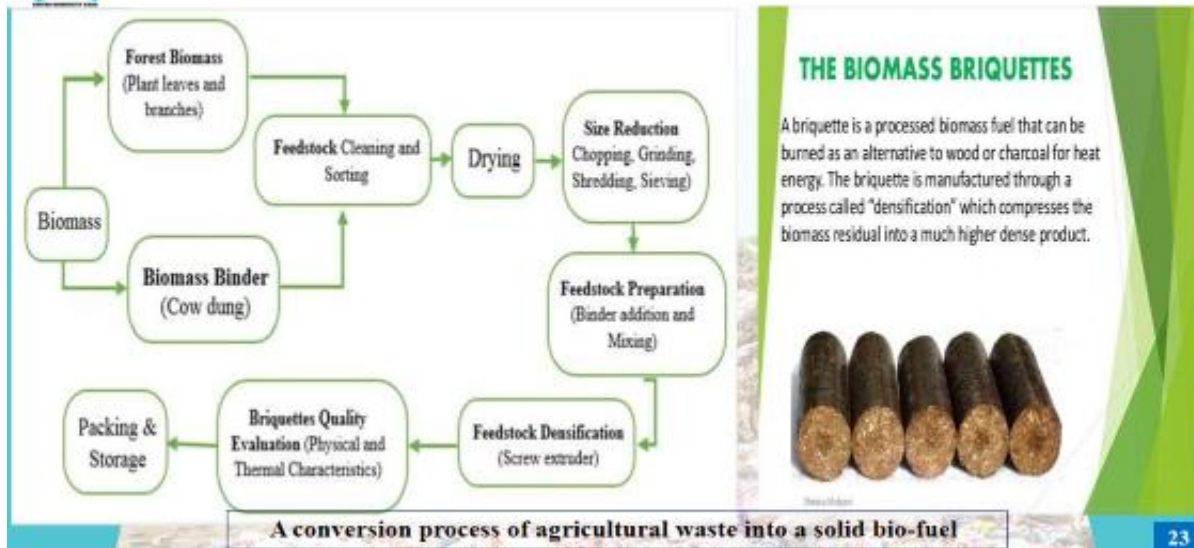 Forest Biomass
(Plant leaves and
branches)
Biomass
Biomass Binder
(Cow dung)
Feedstock Cleaning and
Sorting
Drying
Size Reduction
Chopping, Grinding,
Shredding, Sieving)
Feedstock Preparation
(Binder addition and
Mixing)
Feedstock Densification
(Screw extruder)
Briquettes Quality
Evaluation (Physical and
Thermal Characteristics)
Packing &
Storage
THE BIOMASS BRIQUETTES
A briquette is a processed biomass fuel that can be
burned as an alternative to wood or charcoal for heat
energy. The briquette is manufactured through a
process called “densification” which compresses the
biomass residual into a much higher dense product.
A conversion process of agricultural waste into a solid bio-fuel
23